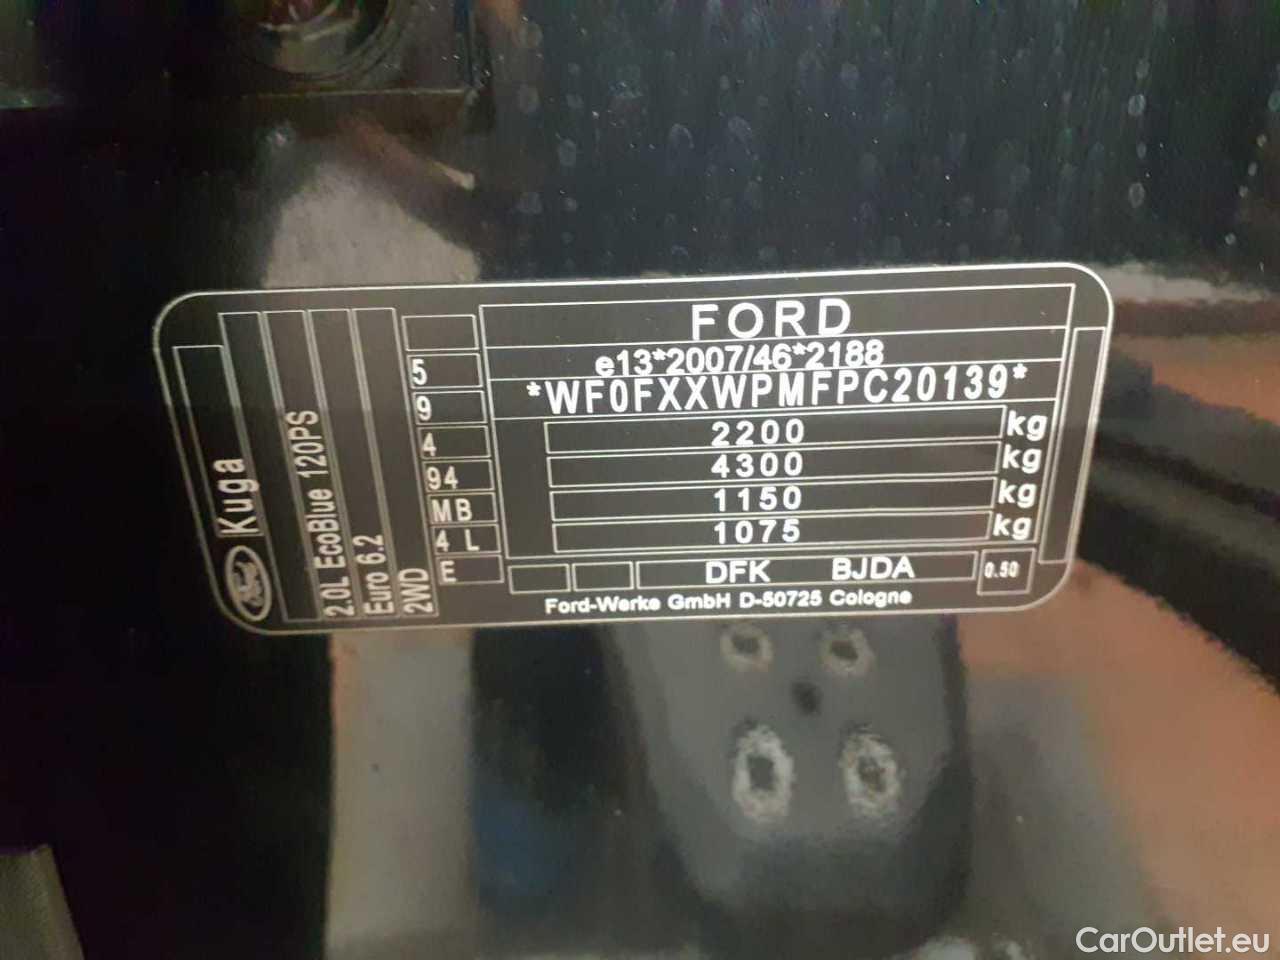 FORD
e13*2007/46*2188
*WF0FXXWPMFPC20139*
2200 kg
4300 kg
1150 kg
1075 kg
DFK BJDA 0.50
Ford-Werke GmbH D-50725 Cologne
5
9
4
94
MB
4 L
E
Ford Kuga
2.0L EcoBlue 120PS
Euro 6.2
2WD
CarOutlet.eu